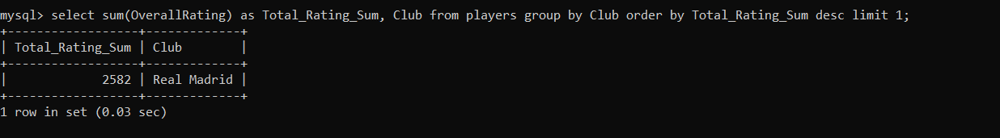 mysql> select sum(OverallRating) as Total_Rating_Sum, Club from players group by Club order by Total_Rating_Sum desc limit 1;
+------------------+-------------+
| Total_Rating_Sum | Club        |
+------------------+-------------+
|             2582 | Real Madrid |
+------------------+-------------+
1 row in set (0.03 sec)